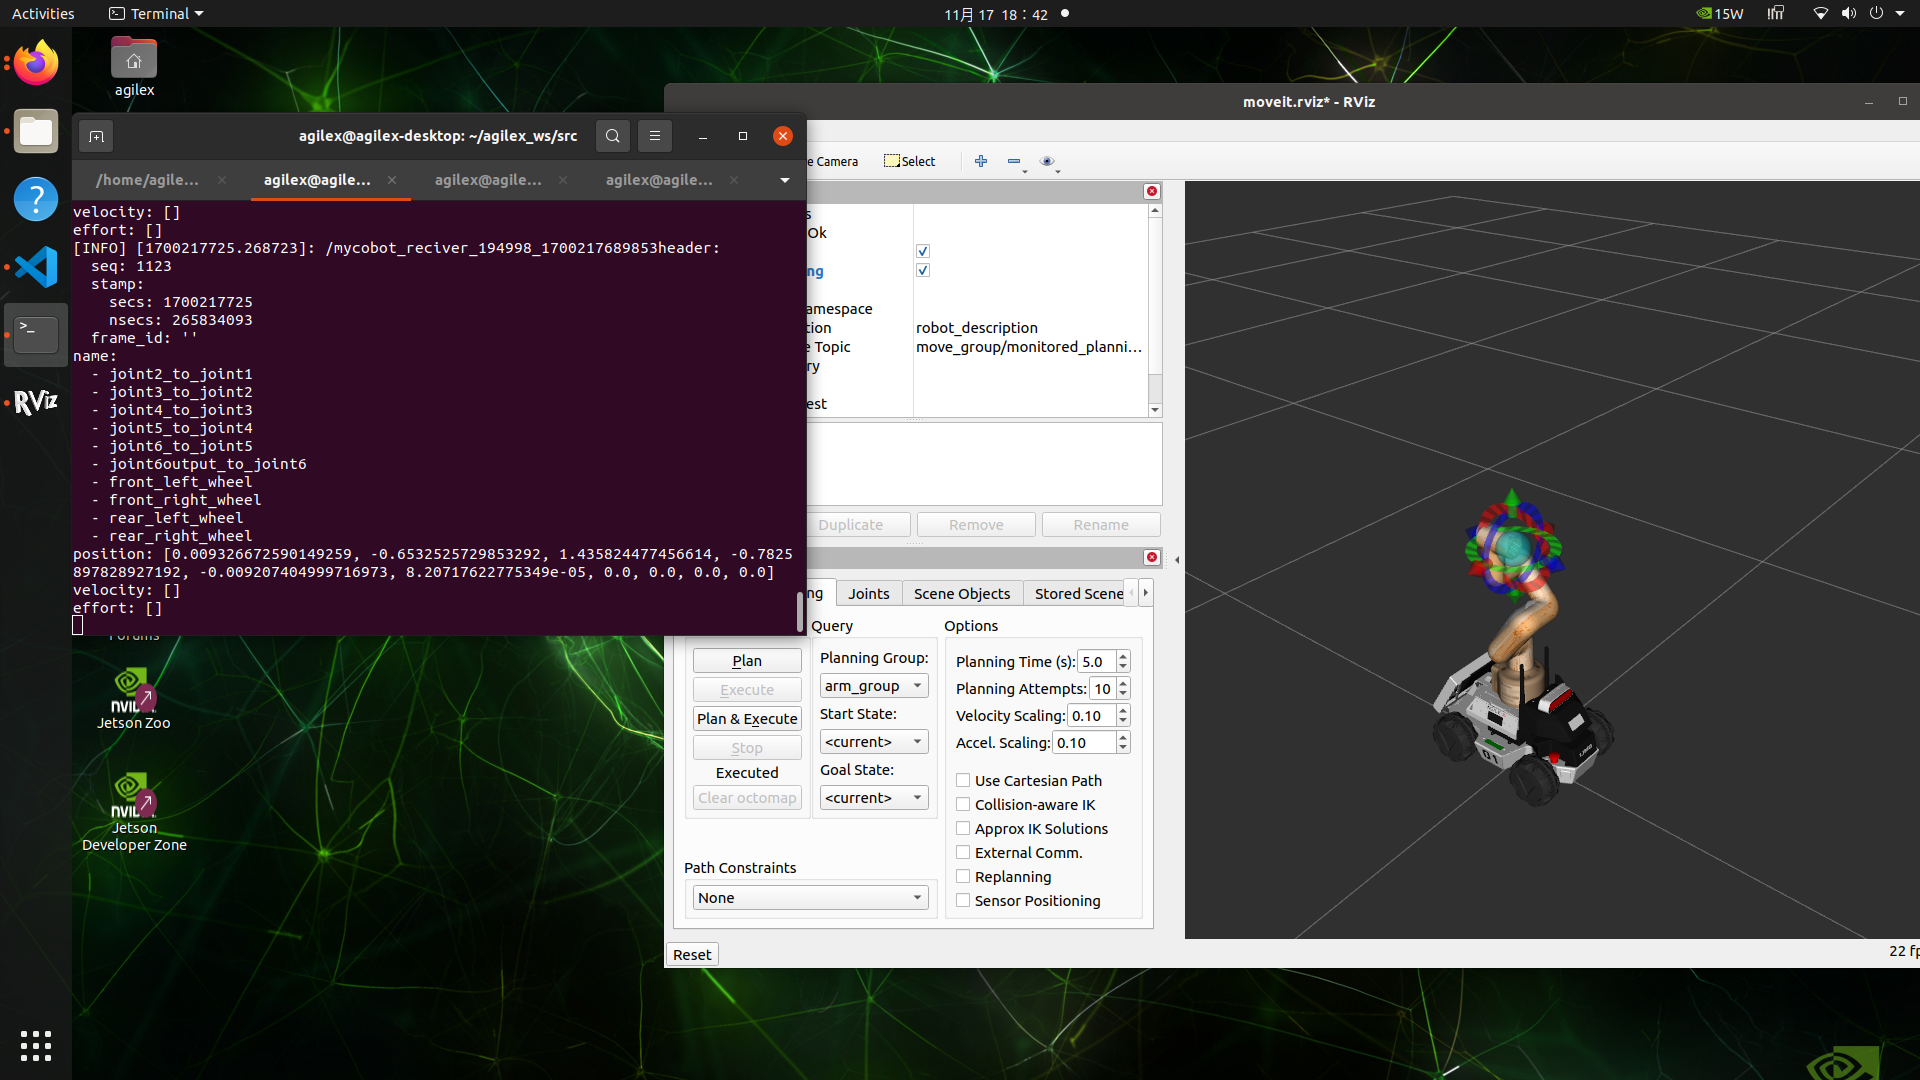 Activities
Terminal
11月 17 18：42
15W
agilex
moveit.rviz* - RViz
agilex@agilex-desktop: ~/agilex_ws/src
/home/agile...
agilex@agile...
agilex@agile...
agilex@agile...
velocity: []
effort: []
[INFO] [1700217725.268723]: /mycobot_reciver_194998_1700217689853header:
seq: 1123
stamp:
secs: 1700217725
nsecs: 265834093
frame_id: ''
name:
- joint2_to_joint1
- joint3_to_joint2
- joint4_to_joint3
- joint5_to_joint4
- joint6_to_joint5
- joint6output_to_joint6
- front_left_wheel
- front_right_wheel
- rear_left_wheel
- rear_right_wheel
position: [0.009326672590149259, -0.6532525729853292, 1.435824477456614, -0.7825
897828927192, -0.009207404999716973, 8.20717622775349e-05, 0.0, 0.0, 0.0, 0.0]
velocity: []
effort: []
RViz
Forums
Jetson Zoo
Jetson
Developer Zone
e Camera
Select
s
Ok
ng
amespace
tion
robot_description
e Topic
move_group/monitored_planni...
ry
est
Duplicate
Remove
Rename
ng
Joints
Scene Objects
Stored Scene
Query
Options
Plan
Execute
Plan & Execute
Stop
Executed
Clear octomap
Planning Group:
arm_group
Start State:
<current>
Goal State:
<current>
Planning Time (s):
5.0
Planning Attempts:
10
Velocity Scaling:
0.10
Accel. Scaling:
0.10
Use Cartesian Path
Collision-aware IK
Approx IK Solutions
External Comm.
Replanning
Sensor Positioning
Path Constraints
None
Reset
22 fp